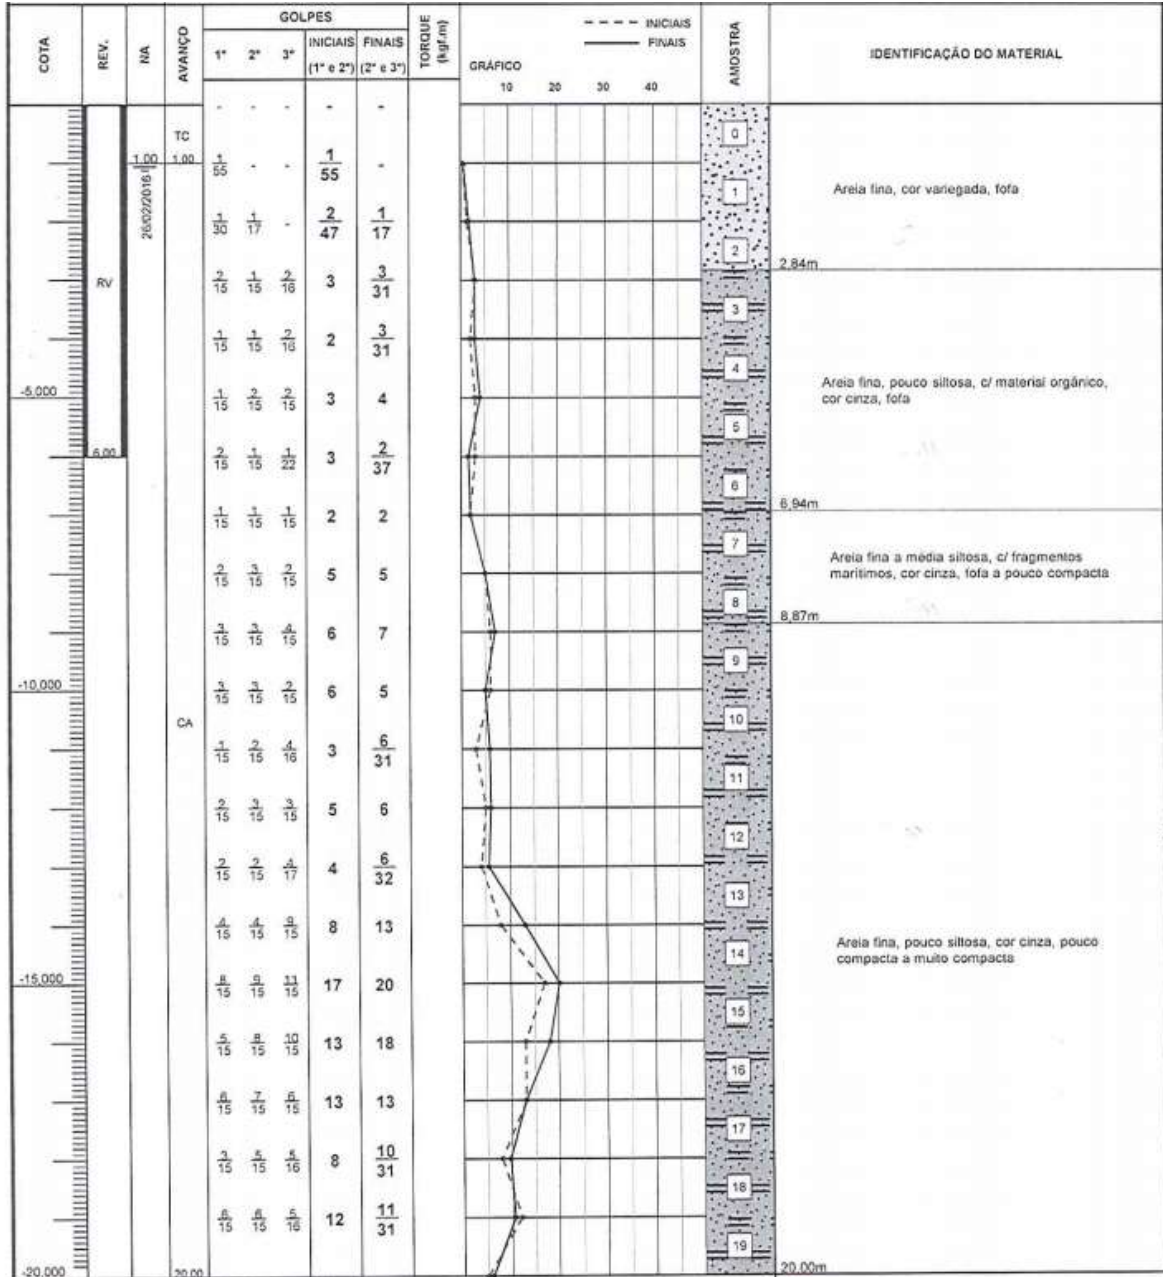 COTA
REV.
NA
AVANÇO
GOLPES
1ª 2ª 3ª
INICIAIS (1ª e 2ª)
FINAIS (2ª e 3ª)
TORQUE (kgf.m)
GRÁFICO
INICIAIS
FINAIS
10 20 30 40
AMOSTRA
IDENTIFICAÇÃO DO MATERIAL
- - - - -
TC
0
1.00 1.00 1/55 - - 1/55 -
26/02/2016
1
Areia fina, cor variegada, fofa
1/30 1/17 - 2/47 1/17
2
2,84m
RV
2/15 1/15 2/16 3 3/31
3
1/15 1/15 2/16 2 3/31
4
Areia fina, pouco siltosa, c/ material orgânico,
cor cinza, fofa
-5,000 1/15 2/15 2/15 3 4
5
6.00 2/15 1/15 1/22 3 2/37
6
6,94m
1/15 1/15 1/15 2 2
7
Areia fina a média siltosa, c/ fragmentos
marítimos, cor cinza, fofa a pouco compacta
2/15 3/15 2/15 5 5
8
8,87m
3/15 3/15 4/15 6 7
9
-10,000 3/15 3/15 2/15 6 5
CA
10
1/15 2/15 4/16 3 6/31
11
2/15 3/15 3/15 5 6
12
2/15 2/15 4/17 4 6/32
13
4/15 4/15 9/15 8 13
14
Areia fina, pouco siltosa, cor cinza, pouco
compacta a muito compacta
-15,000 8/15 9/15 11/15 17 20
15
5/15 8/15 10/15 13 18
16
6/15 7/15 6/15 13 13
17
3/15 5/15 5/16 8 10/31
18
6/15 6/15 5/16 12 11/31
19
-20.000 20.00
20,00m